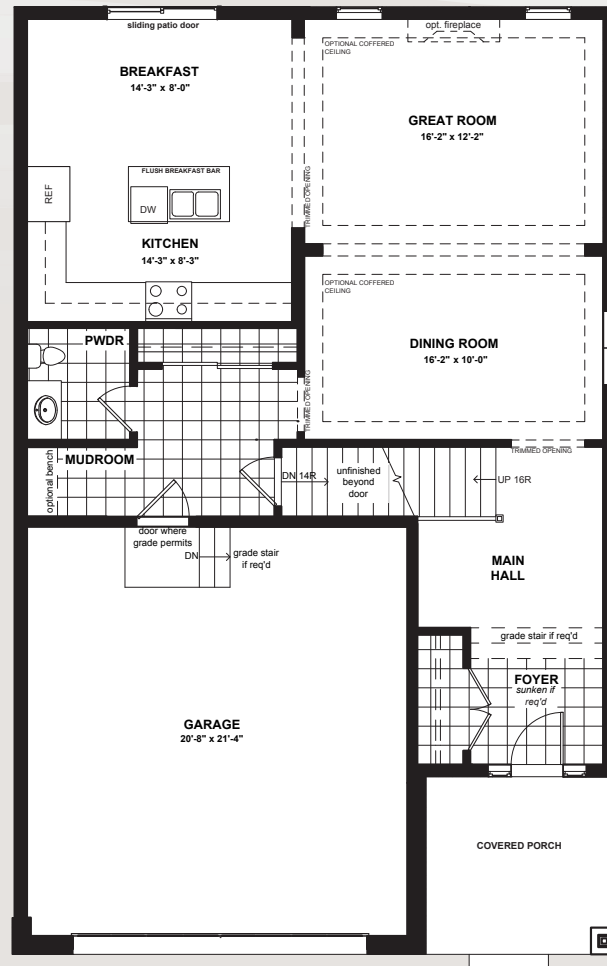 sliding patio door
opt. fireplace
OPTIONAL COFFERED
CEILING
BREAKFAST
14'-3" x 8'-0"
GREAT ROOM
16'-2" x 12'-2"
FLUSH BREAKFAST BAR
REF
DW
TRIMMED OPENING
KITCHEN
14'-3" x 8'-3"
OPTIONAL COFFERED
CEILING
PWDR
DINING ROOM
16'-2" x 10'-0"
TRIMMED OPENING
MUDROOM
optional bench
TRIMMED OPENING
DN 14R
unfinished
beyond
door
UP 16R
door where
grade permits
DN
grade stair
if req'd
MAIN
HALL
grade stair if req'd
FOYER
sunken if
req'd
GARAGE
20'-8" x 21'-4"
COVERED PORCH